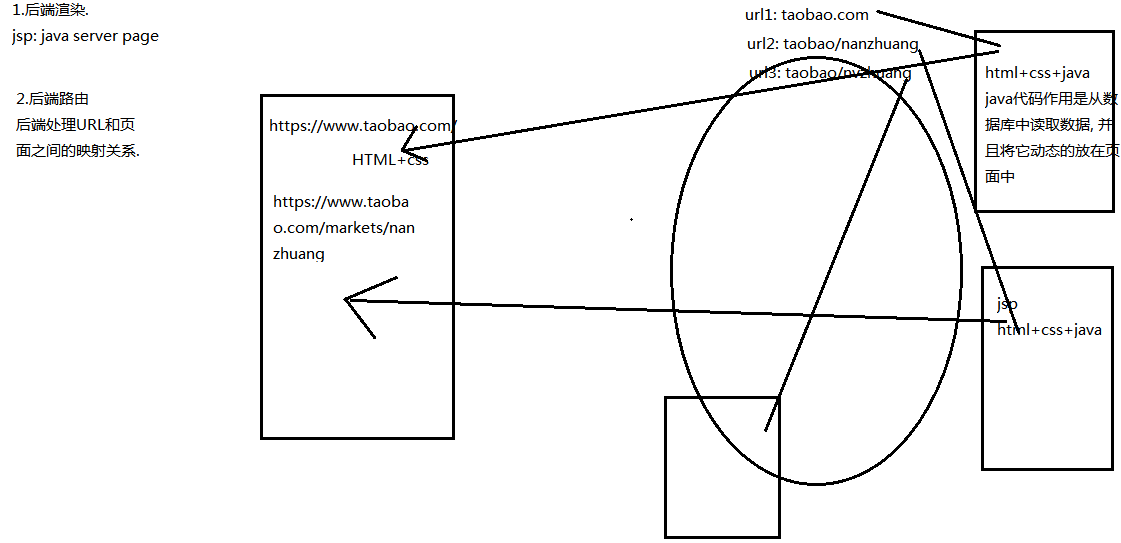 1.后端渲染.
jsp: java server page
2.后端路由
后端处理URL和页
面之间的映射关系.
https://www.taobao.com/
HTML+css
https://www.taoba
o.com/markets/nan
zhuang
url1: taobao.com
url2: taobao/nanzhuang
url3: taobao/nvzhuang
html+css+java
java代码作用是从数
据库中读取数据, 并
且将它动态的放在页
面中
jsp
html+css+java